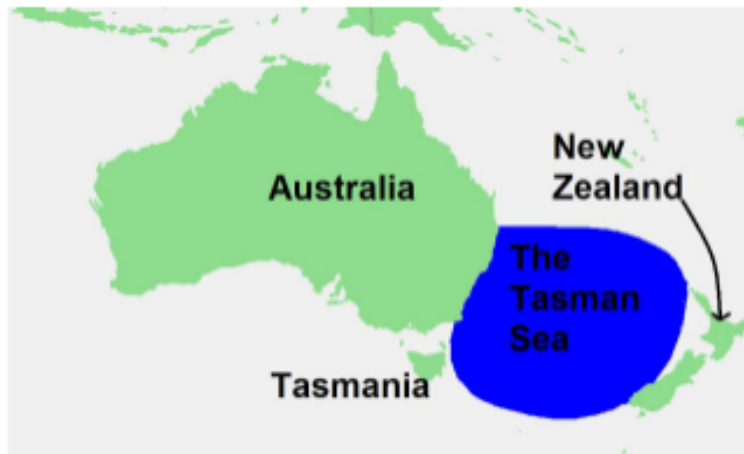 Australia
New
Zealand
The
Tasman
Sea
Tasmania